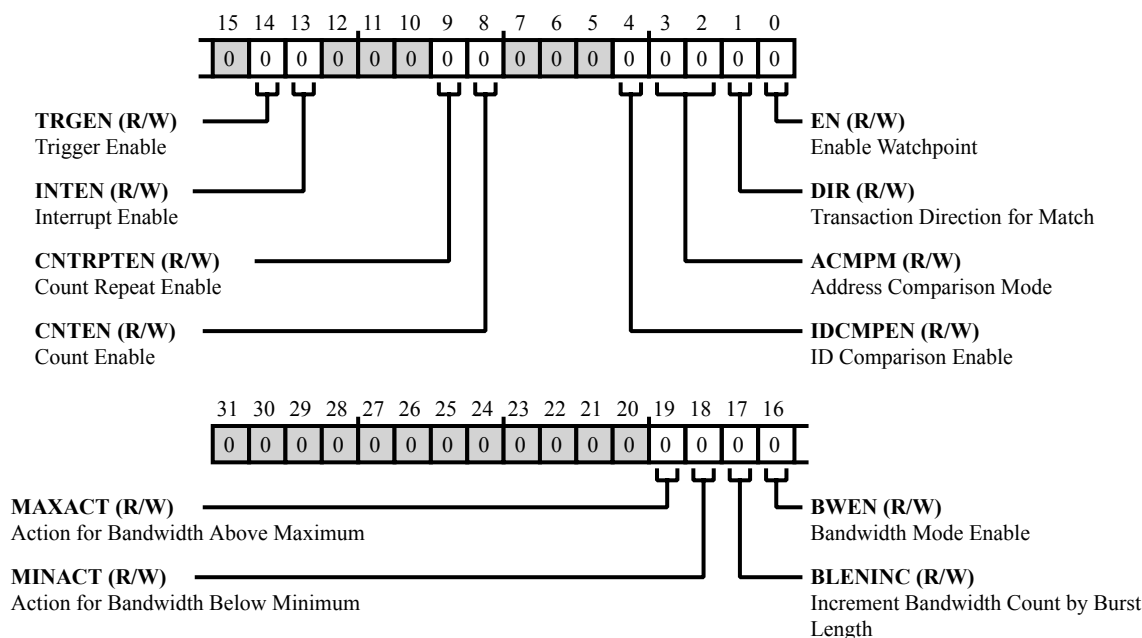 15 14 13 12 11 10 9 8 7 6 5 4 3 2 1 0
0 0 0 0 0 0 0 0 0 0 0 0 0 0 0 0
TRGEN (R/W)
Trigger Enable
INTEN (R/W)
Interrupt Enable
CNTRPTEN (R/W)
Count Repeat Enable
CNTEN (R/W)
Count Enable
EN (R/W)
Enable Watchpoint
DIR (R/W)
Transaction Direction for Match
ACMPM (R/W)
Address Comparison Mode
IDCMPEN (R/W)
ID Comparison Enable
31 30 29 28 27 26 25 24 23 22 21 20 19 18 17 16
0 0 0 0 0 0 0 0 0 0 0 0 0 0 0 0
MAXACT (R/W)
Action for Bandwidth Above Maximum
MINACT (R/W)
Action for Bandwidth Below Minimum
BWEN (R/W)
Bandwidth Mode Enable
BLENINC (R/W)
Increment Bandwidth Count by Burst
Length